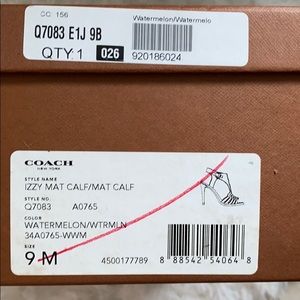 CC: 156
Watermelon/Watermelo
Q7083 E1J 9B
QTY: 1 026
920186024
COACH
NEW YORK
STYLE NAME
IZZY MAT CALF/MAT CALF
STYLE NO
Q7083 A0765
COLOR
WATERMELON/WTRMLN
34A0765-WWM
SIZE
9 M
4500177789
8 88542 54064 8